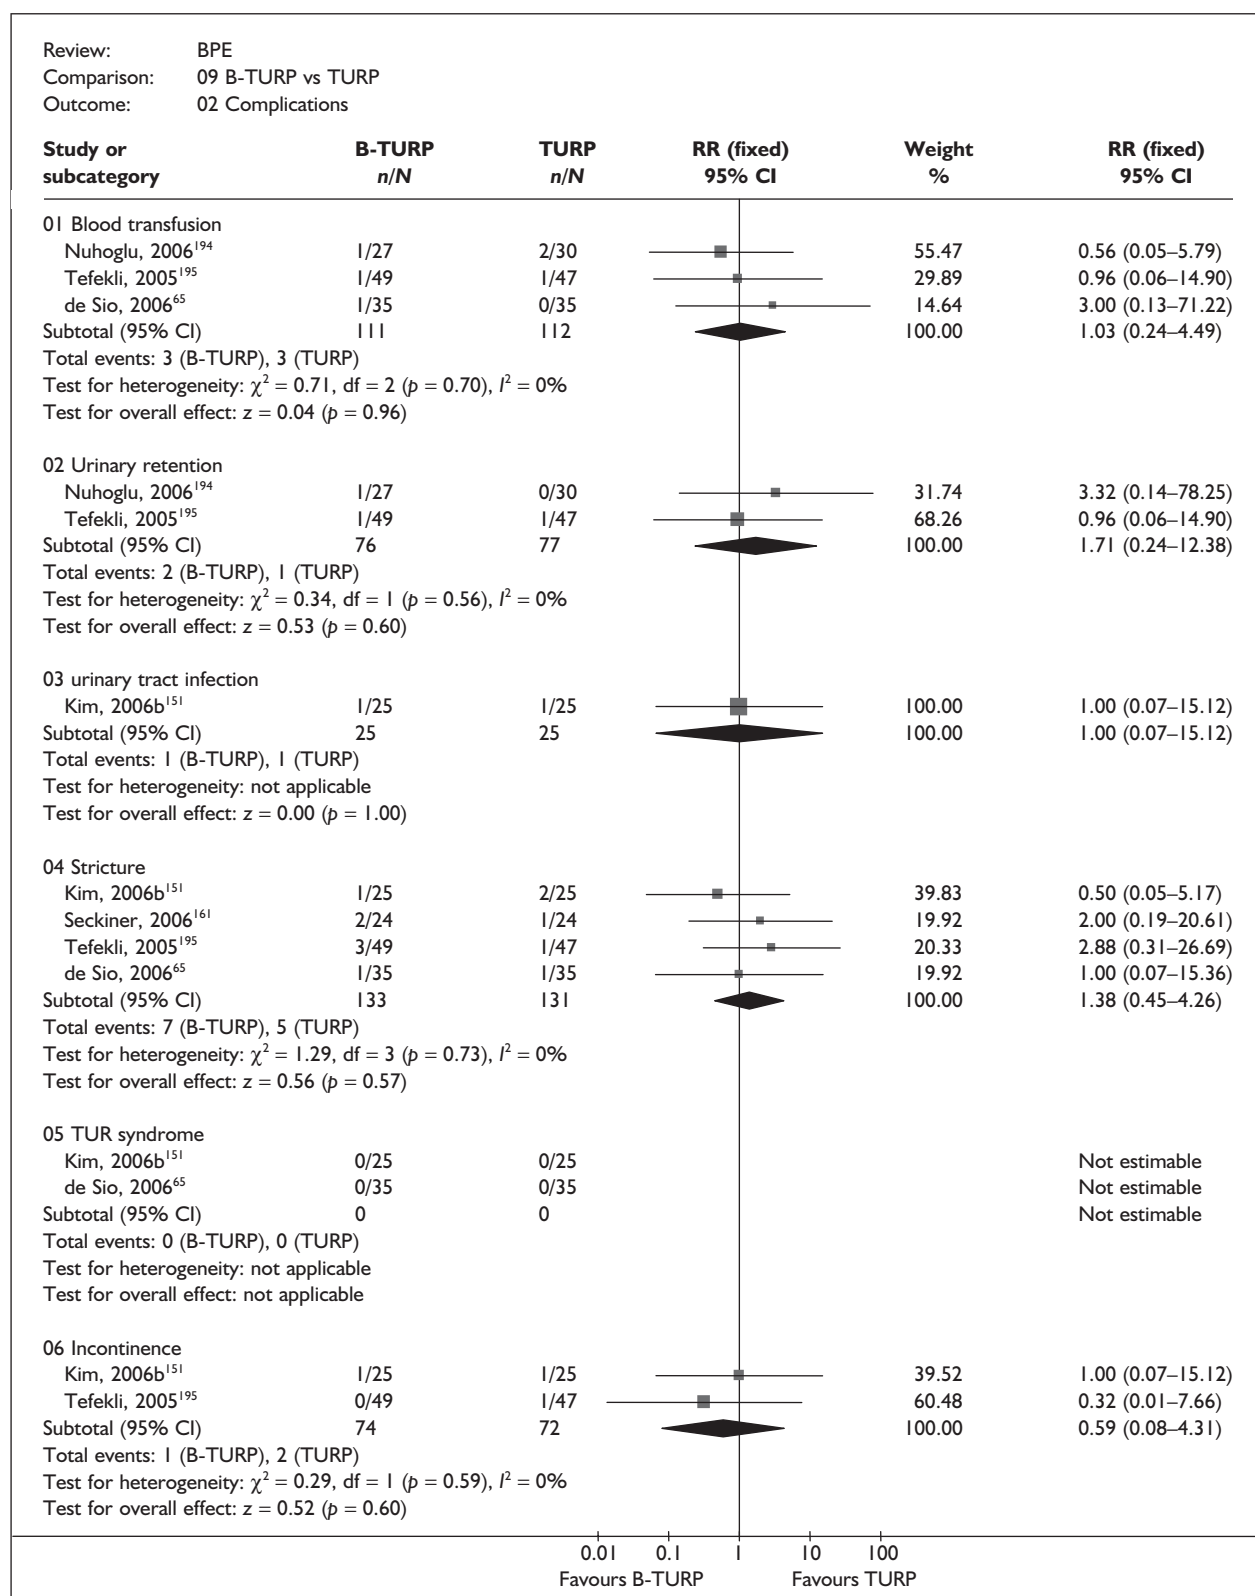 Review: BPE
Comparison: 09 B-TURP vs TURP
Outcome: 02 Complications
Study or subcategory B-TURP n/N TURP n/N RR (fixed) 95% CI Weight % RR (fixed) 95% CI
01 Blood transfusion
Nuhoglu, 2006¹⁹⁴ 1/27 2/30 55.47 0.56 (0.05–5.79)
Tefekli, 2005¹⁹⁵ 1/49 1/47 29.89 0.96 (0.06–14.90)
de Sio, 2006⁶⁵ 1/35 0/35 14.64 3.00 (0.13–71.22)
Subtotal (95% CI) 111 112 100.00 1.03 (0.24–4.49)
Total events: 3 (B-TURP), 3 (TURP)
Test for heterogeneity: χ² = 0.71, df = 2 (p = 0.70), I² = 0%
Test for overall effect: z = 0.04 (p = 0.96)
02 Urinary retention
Nuhoglu, 2006¹⁹⁴ 1/27 0/30 31.74 3.32 (0.14–78.25)
Tefekli, 2005¹⁹⁵ 1/49 1/47 68.26 0.96 (0.06–14.90)
Subtotal (95% CI) 76 77 100.00 1.71 (0.24–12.38)
Total events: 2 (B-TURP), 1 (TURP)
Test for heterogeneity: χ² = 0.34, df = 1 (p = 0.56), I² = 0%
Test for overall effect: z = 0.53 (p = 0.60)
03 urinary tract infection
Kim, 2006b¹⁵¹ 1/25 1/25 100.00 1.00 (0.07–15.12)
Subtotal (95% CI) 25 25 100.00 1.00 (0.07–15.12)
Total events: 1 (B-TURP), 1 (TURP)
Test for heterogeneity: not applicable
Test for overall effect: z = 0.00 (p = 1.00)
04 Stricture
Kim, 2006b¹⁵¹ 1/25 2/25 39.83 0.50 (0.05–5.17)
Seckiner, 2006¹⁶¹ 2/24 1/24 19.92 2.00 (0.19–20.61)
Tefekli, 2005¹⁹⁵ 3/49 1/47 20.33 2.88 (0.31–26.69)
de Sio, 2006⁶⁵ 1/35 1/35 19.92 1.00 (0.07–15.36)
Subtotal (95% CI) 133 131 100.00 1.38 (0.45–4.26)
Total events: 7 (B-TURP), 5 (TURP)
Test for heterogeneity: χ² = 1.29, df = 3 (p = 0.73), I² = 0%
Test for overall effect: z = 0.56 (p = 0.57)
05 TUR syndrome
Kim, 2006b¹⁵¹ 0/25 0/25 Not estimable
de Sio, 2006⁶⁵ 0/35 0/35 Not estimable
Subtotal (95% CI) 0 0 Not estimable
Total events: 0 (B-TURP), 0 (TURP)
Test for heterogeneity: not applicable
Test for overall effect: not applicable
06 Incontinence
Kim, 2006b¹⁵¹ 1/25 1/25 39.52 1.00 (0.07–15.12)
Tefekli, 2005¹⁹⁵ 0/49 1/47 60.48 0.32 (0.01–7.66)
Subtotal (95% CI) 74 72 100.00 0.59 (0.08–4.31)
Total events: 1 (B-TURP), 2 (TURP)
Test for heterogeneity: χ² = 0.29, df = 1 (p = 0.59), I² = 0%
Test for overall effect: z = 0.52 (p = 0.60)
0.01 0.1 1 10 100
Favours B-TURP Favours TURP